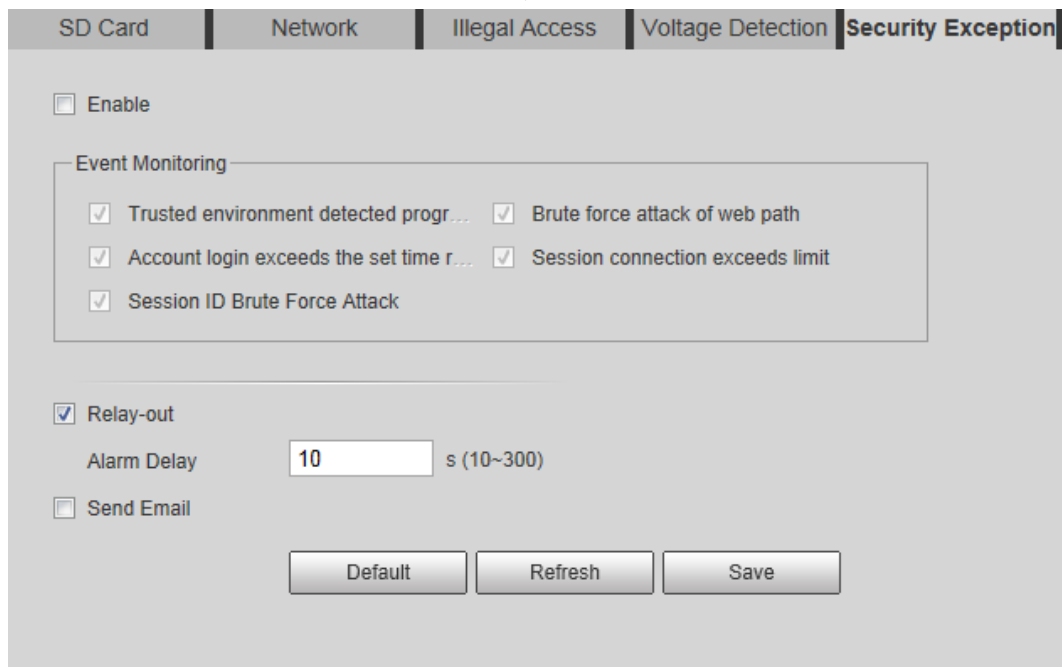 SD Card Network Illegal Access Voltage Detection Security Exception
Enable
Event Monitoring
Trusted environment detected progr... Brute force attack of web path
Account login exceeds the set time r... Session connection exceeds limit
Session ID Brute Force Attack
Relay-out
Alarm Delay 10 s (10~300)
Send Email
Default Refresh Save